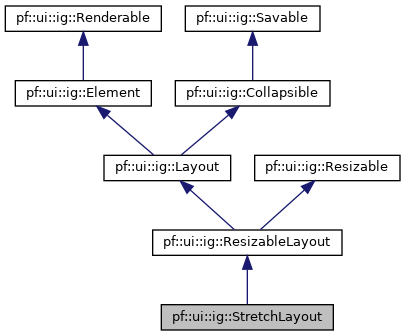 pf::ui::ig::Renderable
pf::ui::ig::Savable
pf::ui::ig::Element
pf::ui::ig::Collapsible
pf::ui::ig::Layout
pf::ui::ig::Resizable
pf::ui::ig::ResizableLayout
pf::ui::ig::StretchLayout